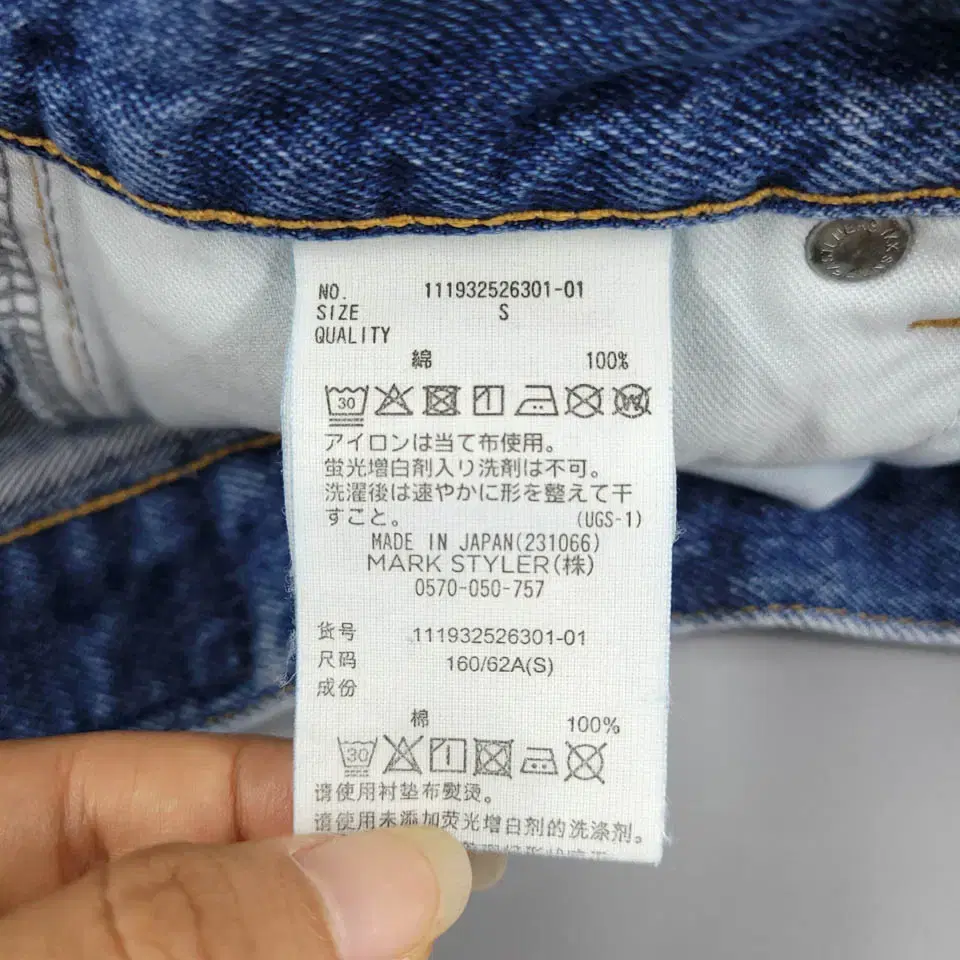 NO. 111932526301-01
SIZE S
QUALITY
綿 100%
30
アイロンは当て布使用。
蛍光増白剤入り洗剤は不可。
洗濯後は速やかに形を整えて干
すこと。 (UGS-1)
MADE IN JAPAN(231066)
MARK STYLER(株)
0570-050-757
货号 111932526301-01
尺码 160/62A(S)
成份
棉 100%
30
请使用衬垫布熨烫。
请使用未添加荧光增白剂的洗涤剂。